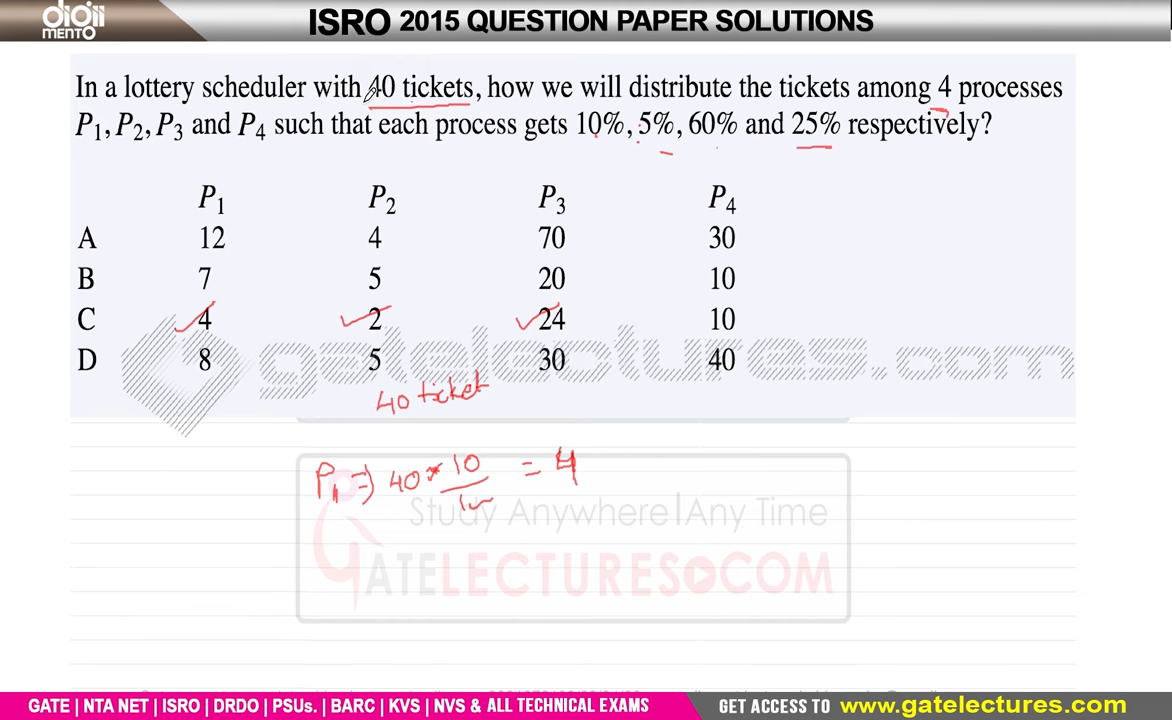 digii
MENTO
ISRO 2015 QUESTION PAPER SOLUTIONS
In a lottery scheduler with 40 tickets, how we will distribute the tickets among 4 processes
P1, P2, P3 and P4 such that each process gets 10%, 5%, 60% and 25% respectively?
P1 P2 P3 P4
A 12 4 70 30
B 7 5 20 10
C 4 2 24 10
D 8 5 30 40
gatelectures.com
40 ticket
P1 ⇒ 40 * 10/100 = 4
Study Anywhere|Any Time
GATELECTURES.COM
GATE | NTA NET | ISRO | DRDO | PSUs. | BARC | KVS | NVS & ALL TECHNICAL EXAMS GET ACCESS TO www.gatelectures.com